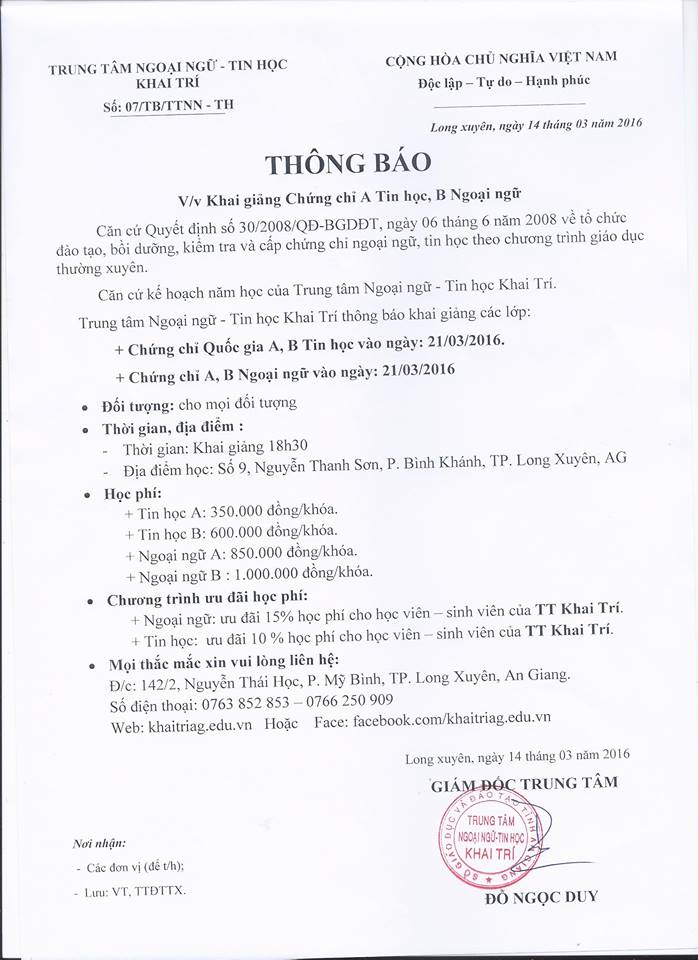 TRUNG TÂM NGOẠI NGỮ - TIN HỌC
KHAI TRÍ
Số: 07/TB/TTNN - TH
CỘNG HÒA CHỦ NGHĨA VIỆT NAM
Độc lập – Tự do – Hạnh phúc
Long xuyên, ngày 14 tháng 03 năm 2016
THÔNG BÁO
V/v Khai giảng Chứng chỉ A Tin học, B Ngoại ngữ
Căn cứ Quyết định số 30/2008/QĐ-BGDĐT, ngày 06 tháng 6 năm 2008 về tổ chức
đào tạo, bồi dưỡng, kiểm tra và cấp chứng chỉ ngoại ngữ, tin học theo chương trình giáo dục
thường xuyên.
Căn cứ kế hoạch năm học của Trung tâm Ngoại ngữ - Tin học Khai Trí.
Trung tâm Ngoại ngữ - Tin học Khai Trí thông báo khai giảng các lớp:
+ Chứng chỉ Quốc gia A, B Tin học vào ngày: 21/03/2016.
+ Chứng chỉ A, B Ngoại ngữ vào ngày: 21/03/2016
• Đối tượng: cho mọi đối tượng
• Thời gian, địa điểm :
- Thời gian: Khai giảng 18h30
- Địa điểm học: Số 9, Nguyễn Thanh Sơn, P. Bình Khánh, TP. Long Xuyên, AG
• Học phí:
+ Tin học A: 350.000 đồng/khóa.
+ Tin học B: 600.000 đồng/khóa.
+ Ngoại ngữ A: 850.000 đồng/khóa.
+ Ngoại ngữ B : 1.000.000 đồng/khóa.
• Chương trình ưu đãi học phí:
+ Ngoại ngữ: ưu đãi 15% học phí cho học viên – sinh viên của TT Khai Trí.
+ Tin học: ưu đãi 10 % học phí cho học viên – sinh viên của TT Khai Trí.
• Mọi thắc mắc xin vui lòng liên hệ:
Đ/c: 142/2, Nguyễn Thái Học, P. Mỹ Bình, TP. Long Xuyên, An Giang.
Số điện thoại: 0763 852 853 – 0766 250 909
Web: khaitriag.edu.vn Hoặc Face: facebook.com/khaitriag.edu.vn
Long xuyên, ngày 14 tháng 03 năm 2016
GIÁM ĐỐC TRUNG TÂM
SỞ GIÁO DỤC VÀ ĐÀO TẠO TỈNH AN GIANG
TRUNG TÂM
NGOẠI NGỮ-TIN HỌC
KHAI TRÍ
ĐỖ NGỌC DUY
Nơi nhận:
- Các đơn vị (để t/h);
- Lưu: VT, TTĐTTX.